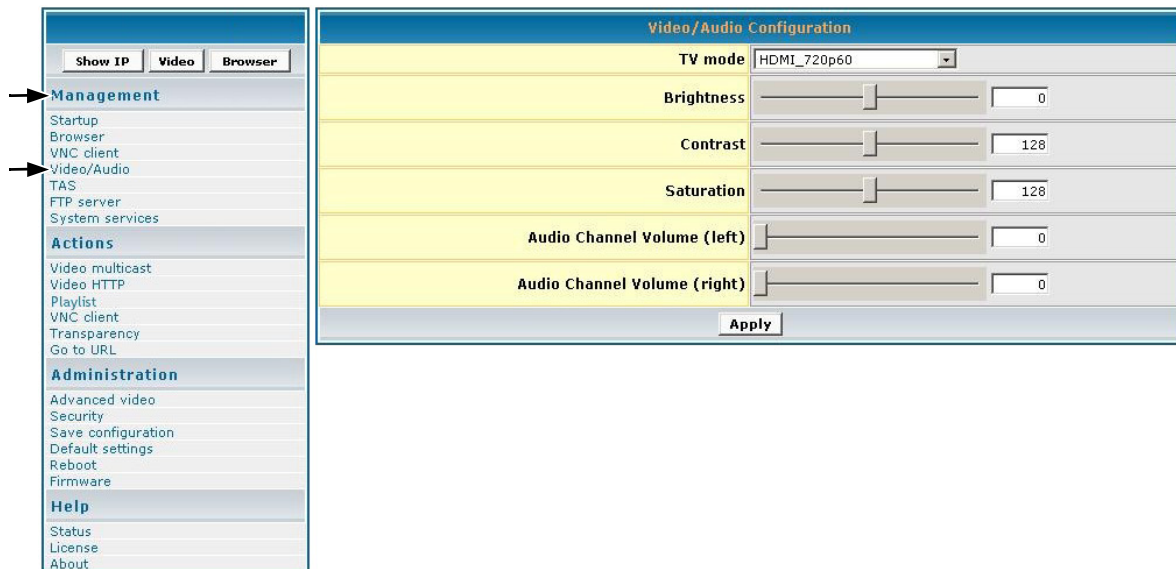 Show IP Video Browser
Management
Startup
Browser
VNC client
Video/Audio
TAS
FTP server
System services
Actions
Video multicast
Video HTTP
Playlist
VNC client
Transparency
Go to URL
Administration
Advanced video
Security
Save configuration
Default settings
Reboot
Firmware
Help
Status
License
About
Video/Audio Configuration
TV mode HDMI_720p60
Brightness 0
Contrast 128
Saturation 128
Audio Channel Volume (left) 0
Audio Channel Volume (right) 0
Apply